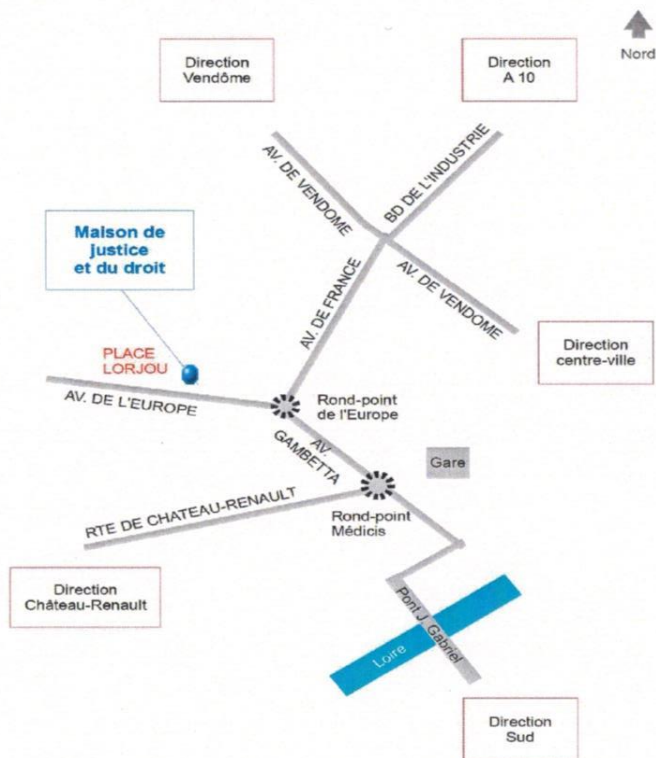 Nord
Direction
Vendôme
Direction
A 10
AV. DE VENDOME
BD DE L'INDUSTRIE
Maison de
justice
et du droit
AV. DE FRANCE
AV. DE VENDOME
Direction
centre-ville
PLACE
LORJOU
AV. DE L'EUROPE
Rond-point
de l'Europe
AV.
GAMBETTA
Gare
RTE DE CHATEAU-RENAULT
Rond-point
Médicis
Direction
Château-Renault
Pont J. Gabriel
Loire
Direction
Sud